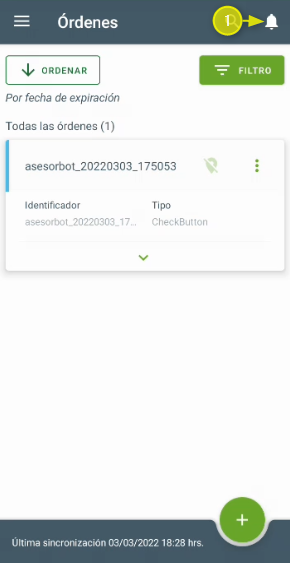 Órdenes
1
ORDENAR
FILTRO
Por fecha de expiración
Todas las órdenes (1)
asesorbot_20220303_175053
Identificador
Tipo
asesorbot_20220303_17...
CheckButton
Última sincronización 03/03/2022 18:28 hrs.